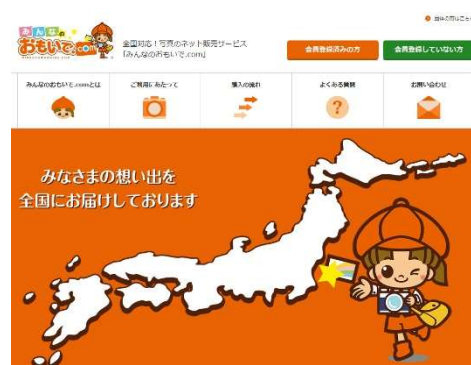 みんなの
おもいで.com
全国対応！写真のネット販売サービス
「みんなのおもいで.com」
会員登録済みの方
会員登録していない方
みんなのおもいで.comとは
ご利用にあたって
購入の流れ
よくある質問
お問い合わせ
みなさまの想い出を
全国にお届けしております